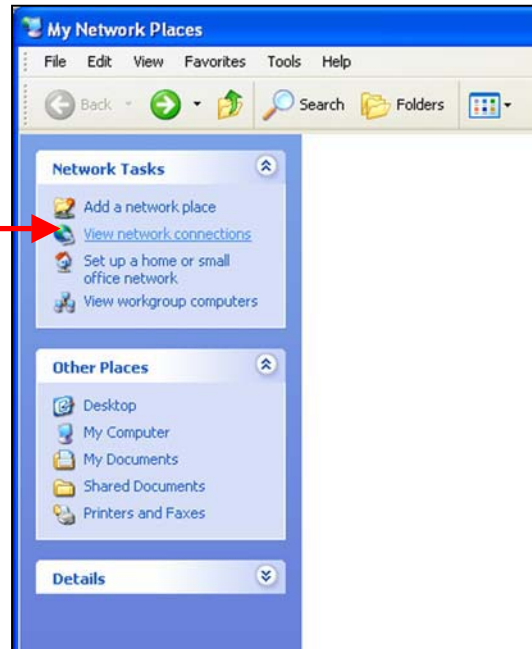 My Network Places
File Edit View Favorites Tools Help
Back Search Folders
Network Tasks
Add a network place
View network connections
Set up a home or small
office network
View workgroup computers
Other Places
Desktop
My Computer
My Documents
Shared Documents
Printers and Faxes
Details